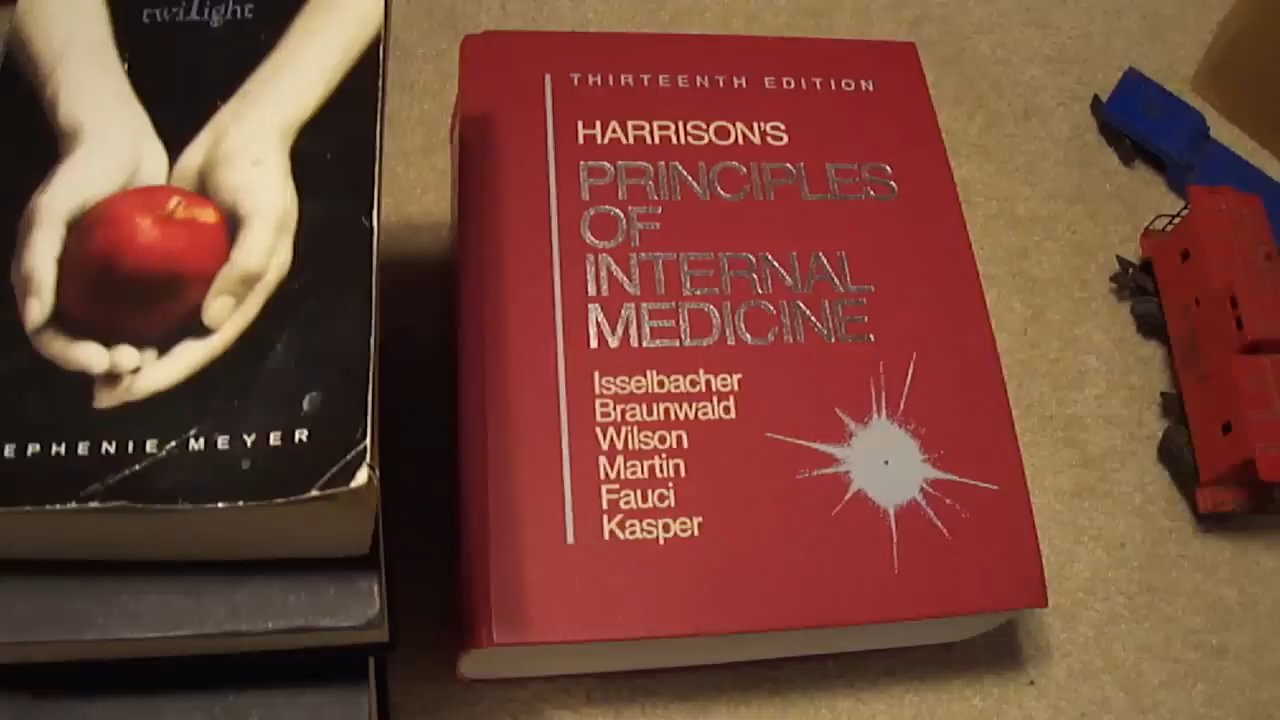 twilight
EPHENIE MEYER
THIRTEENTH EDITION
HARRISON'S
PRINCIPLES
OF
INTERNAL
MEDICINE
Isselbacher
Braunwald
Wilson
Martin
Fauci
Kasper